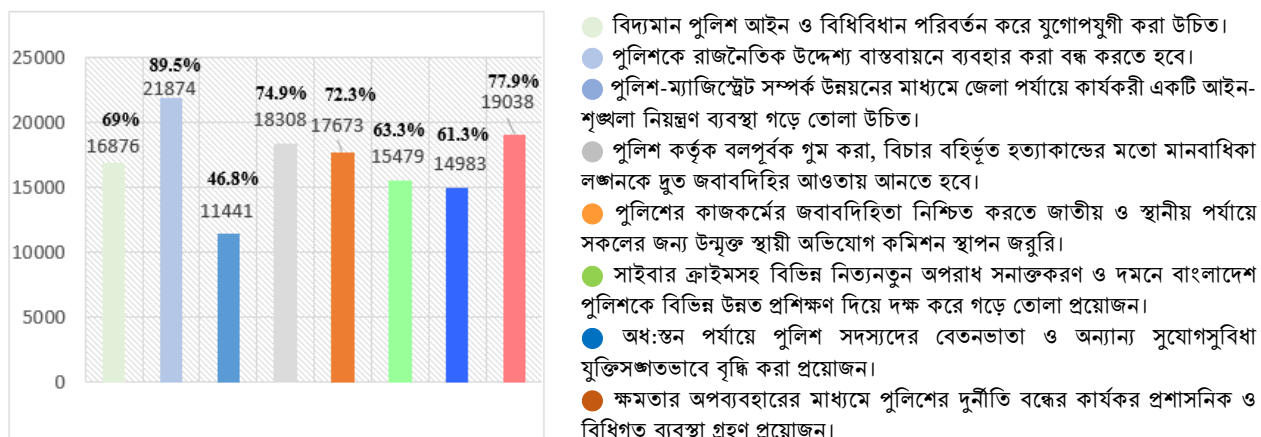 25000
20000
15000
10000
5000
0
69%
16876
89.5%
21874
46.8%
11441
74.9%
18308
72.3%
17673
63.3%
15479
61.3%
14983
77.9%
19038
বিদ্যমান পুলিশ আইন ও বিধিবিধান পরিবর্তন করে যুগোপযুগী করা উচিত।
পুলিশকে রাজনৈতিক উদ্দেশ্য বাস্তবায়নে ব্যবহার করা বন্ধ করতে হবে।
পুলিশ-ম্যাজিস্ট্রেট সম্পর্ক উন্নয়নের মাধ্যমে জেলা পর্যায়ে কার্যকরী একটি আইন-
শৃঙ্খলা নিয়ন্ত্রণ ব্যবস্থা গড়ে তোলা উচিত।
পুলিশ কর্তৃক বলপূর্বক গুম করা, বিচার বহির্ভূত হত্যাকান্ডের মতো মানবাধিকা
লঙ্গনকে দ্রুত জবাবদিহির আওতায় আনতে হবে।
পুলিশের কাজকর্মের জবাবদিহিতা নিশ্চিত করতে জাতীয় ও স্থানীয় পর্যায়ে
সকলের জন্য উন্মুক্ত স্থায়ী অভিযোগ কমিশন স্থাপন জরুরি।
সাইবার ক্রাইমসহ বিভিন্ন নিত্যনতুন অপরাধ সনাক্তকরণ ও দমনে বাংলাদেশ
পুলিশকে বিভিন্ন উন্নত প্রশিক্ষণ দিয়ে দক্ষ করে গড়ে তোলা প্রয়োজন।
অধ:স্তন পর্যায়ে পুলিশ সদস্যদের বেতনভাতা ও অন্যান্য সুযোগসুবিধা
যুক্তিসঙ্গতভাবে বৃদ্ধি করা প্রয়োজন।
ক্ষমতার অপব্যবহারের মাধ্যমে পুলিশের দুর্নীতি বন্ধের কার্যকর প্রশাসনিক ও
বিধিগত ব্যবস্থা গ্রহণ প্রয়োজন।